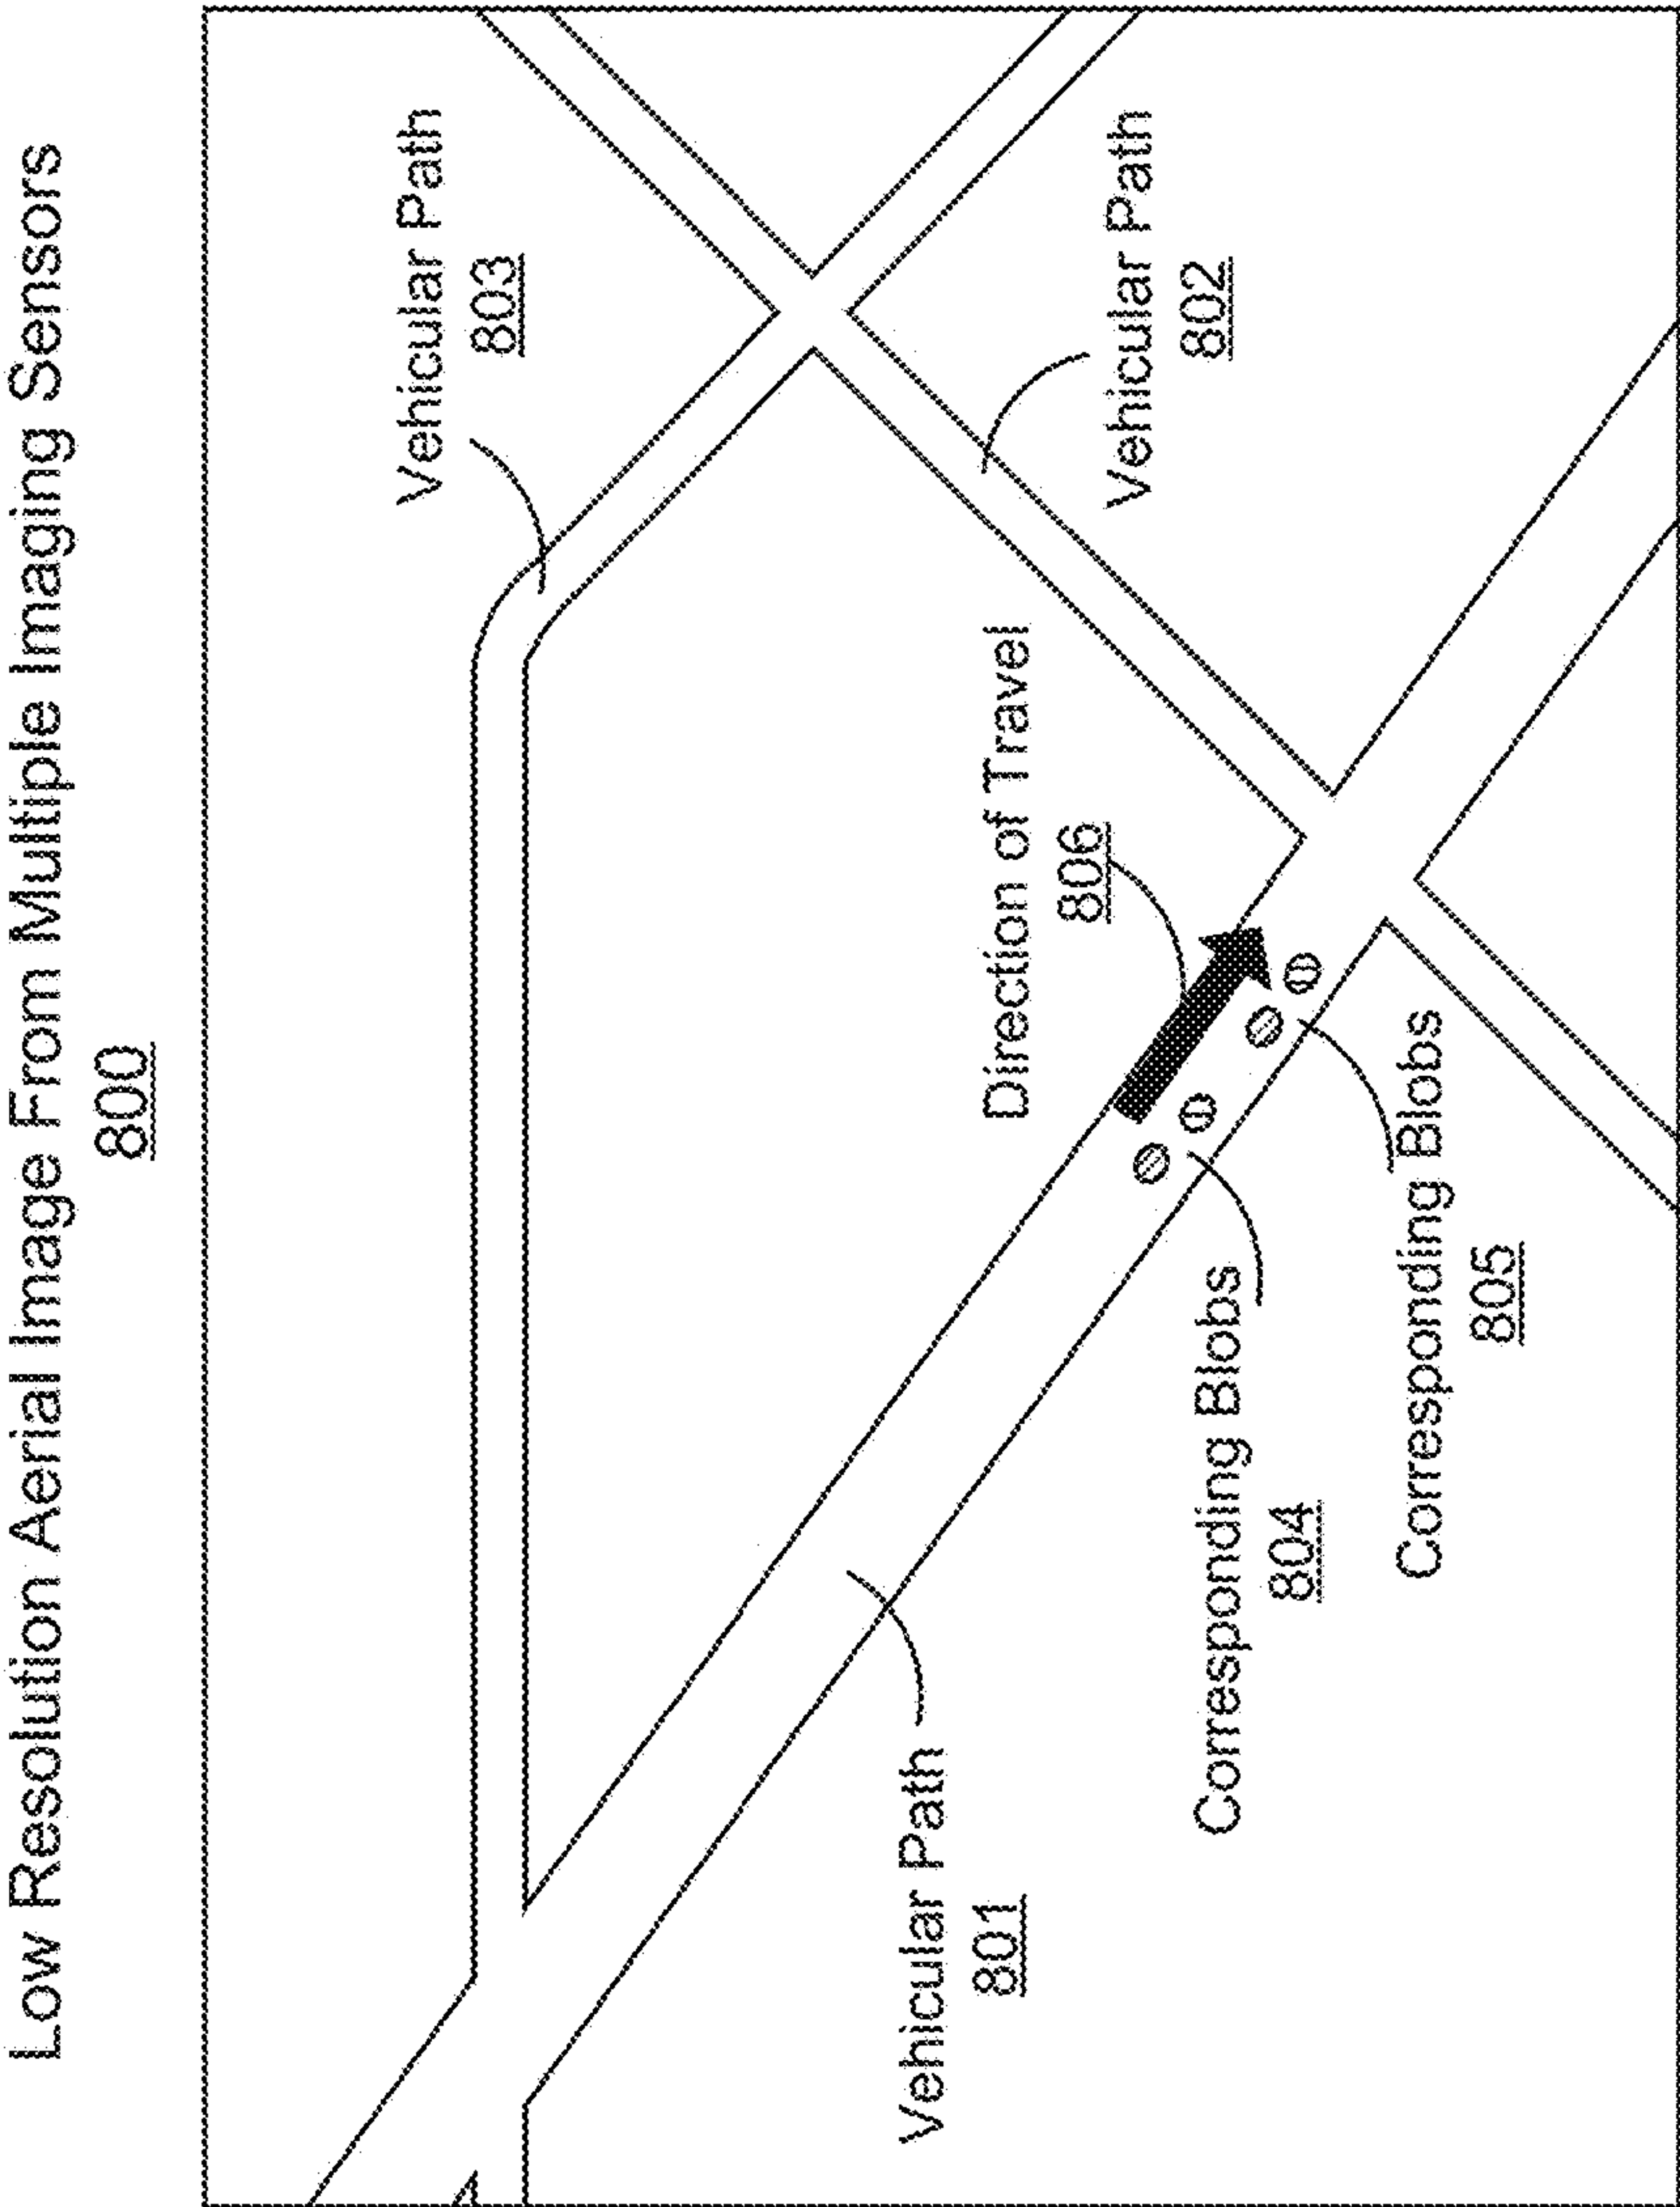 Low Resolution Aerial Image From Multiple Imaging Sensors
800
Vehicular Path
803
Vehicular Path
802
Direction of Travel
806
Vehicular Path
801
Corresponding Blobs
804
Corresponding Blobs
805